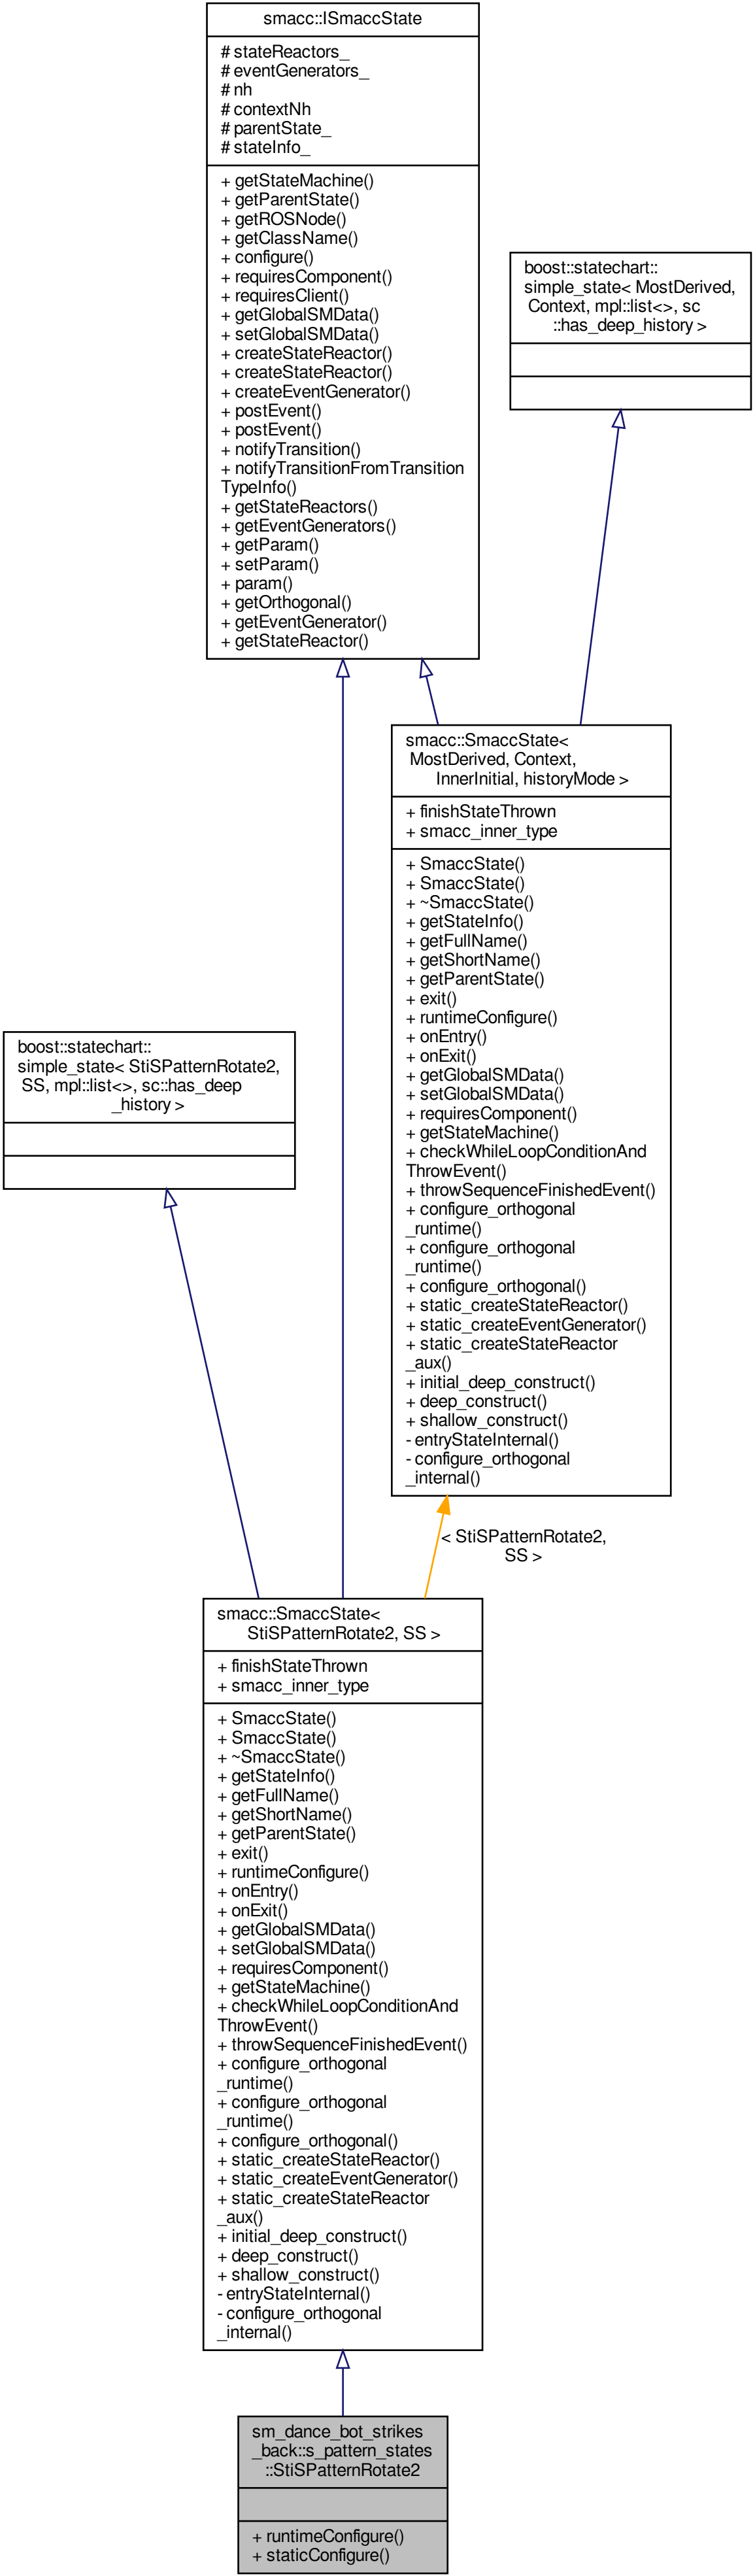 smacc::ISmaccState
# stateReactors_
# eventGenerators_
# nh
# contextNh
# parentState_
# stateInfo_
+ getStateMachine()
+ getParentState()
+ getROSNode()
+ getClassName()
+ configure()
+ requiresComponent()
+ requiresClient()
+ getGlobalSMData()
+ setGlobalSMData()
+ createStateReactor()
+ createStateReactor()
+ createEventGenerator()
+ postEvent()
+ postEvent()
+ notifyTransition()
+ notifyTransitionFromTransition
TypeInfo()
+ getStateReactors()
+ getEventGenerators()
+ getParam()
+ setParam()
+ param()
+ getOrthogonal()
+ getEventGenerator()
+ getStateReactor()
boost::statechart::
simple_state< MostDerived,
Context, mpl::list<>, sc
::has_deep_history >
smacc::SmaccState<
MostDerived, Context,
InnerInitial, historyMode >
+ finishStateThrown
+ smacc_inner_type
+ SmaccState()
+ SmaccState()
+ ~SmaccState()
+ getStateInfo()
+ getFullName()
+ getShortName()
+ getParentState()
+ exit()
+ runtimeConfigure()
+ onEntry()
+ onExit()
+ getGlobalSMData()
+ setGlobalSMData()
+ requiresComponent()
+ getStateMachine()
+ checkWhileLoopConditionAnd
ThrowEvent()
+ throwSequenceFinishedEvent()
+ configure_orthogonal
_runtime()
+ configure_orthogonal
_runtime()
+ configure_orthogonal()
+ static_createStateReactor()
+ static_createEventGenerator()
+ static_createStateReactor
_aux()
+ initial_deep_construct()
+ deep_construct()
+ shallow_construct()
- entryStateInternal()
- configure_orthogonal
_internal()
boost::statechart::
simple_state< StiSPatternRotate2,
SS, mpl::list<>, sc::has_deep
_history >
< StiSPatternRotate2,
SS >
smacc::SmaccState<
StiSPatternRotate2, SS >
+ finishStateThrown
+ smacc_inner_type
+ SmaccState()
+ SmaccState()
+ ~SmaccState()
+ getStateInfo()
+ getFullName()
+ getShortName()
+ getParentState()
+ exit()
+ runtimeConfigure()
+ onEntry()
+ onExit()
+ getGlobalSMData()
+ setGlobalSMData()
+ requiresComponent()
+ getStateMachine()
+ checkWhileLoopConditionAnd
ThrowEvent()
+ throwSequenceFinishedEvent()
+ configure_orthogonal
_runtime()
+ configure_orthogonal
_runtime()
+ configure_orthogonal()
+ static_createStateReactor()
+ static_createEventGenerator()
+ static_createStateReactor
_aux()
+ initial_deep_construct()
+ deep_construct()
+ shallow_construct()
- entryStateInternal()
- configure_orthogonal
_internal()
sm_dance_bot_strikes
_back::s_pattern_states
::StiSPatternRotate2
+ runtimeConfigure()
+ staticConfigure()